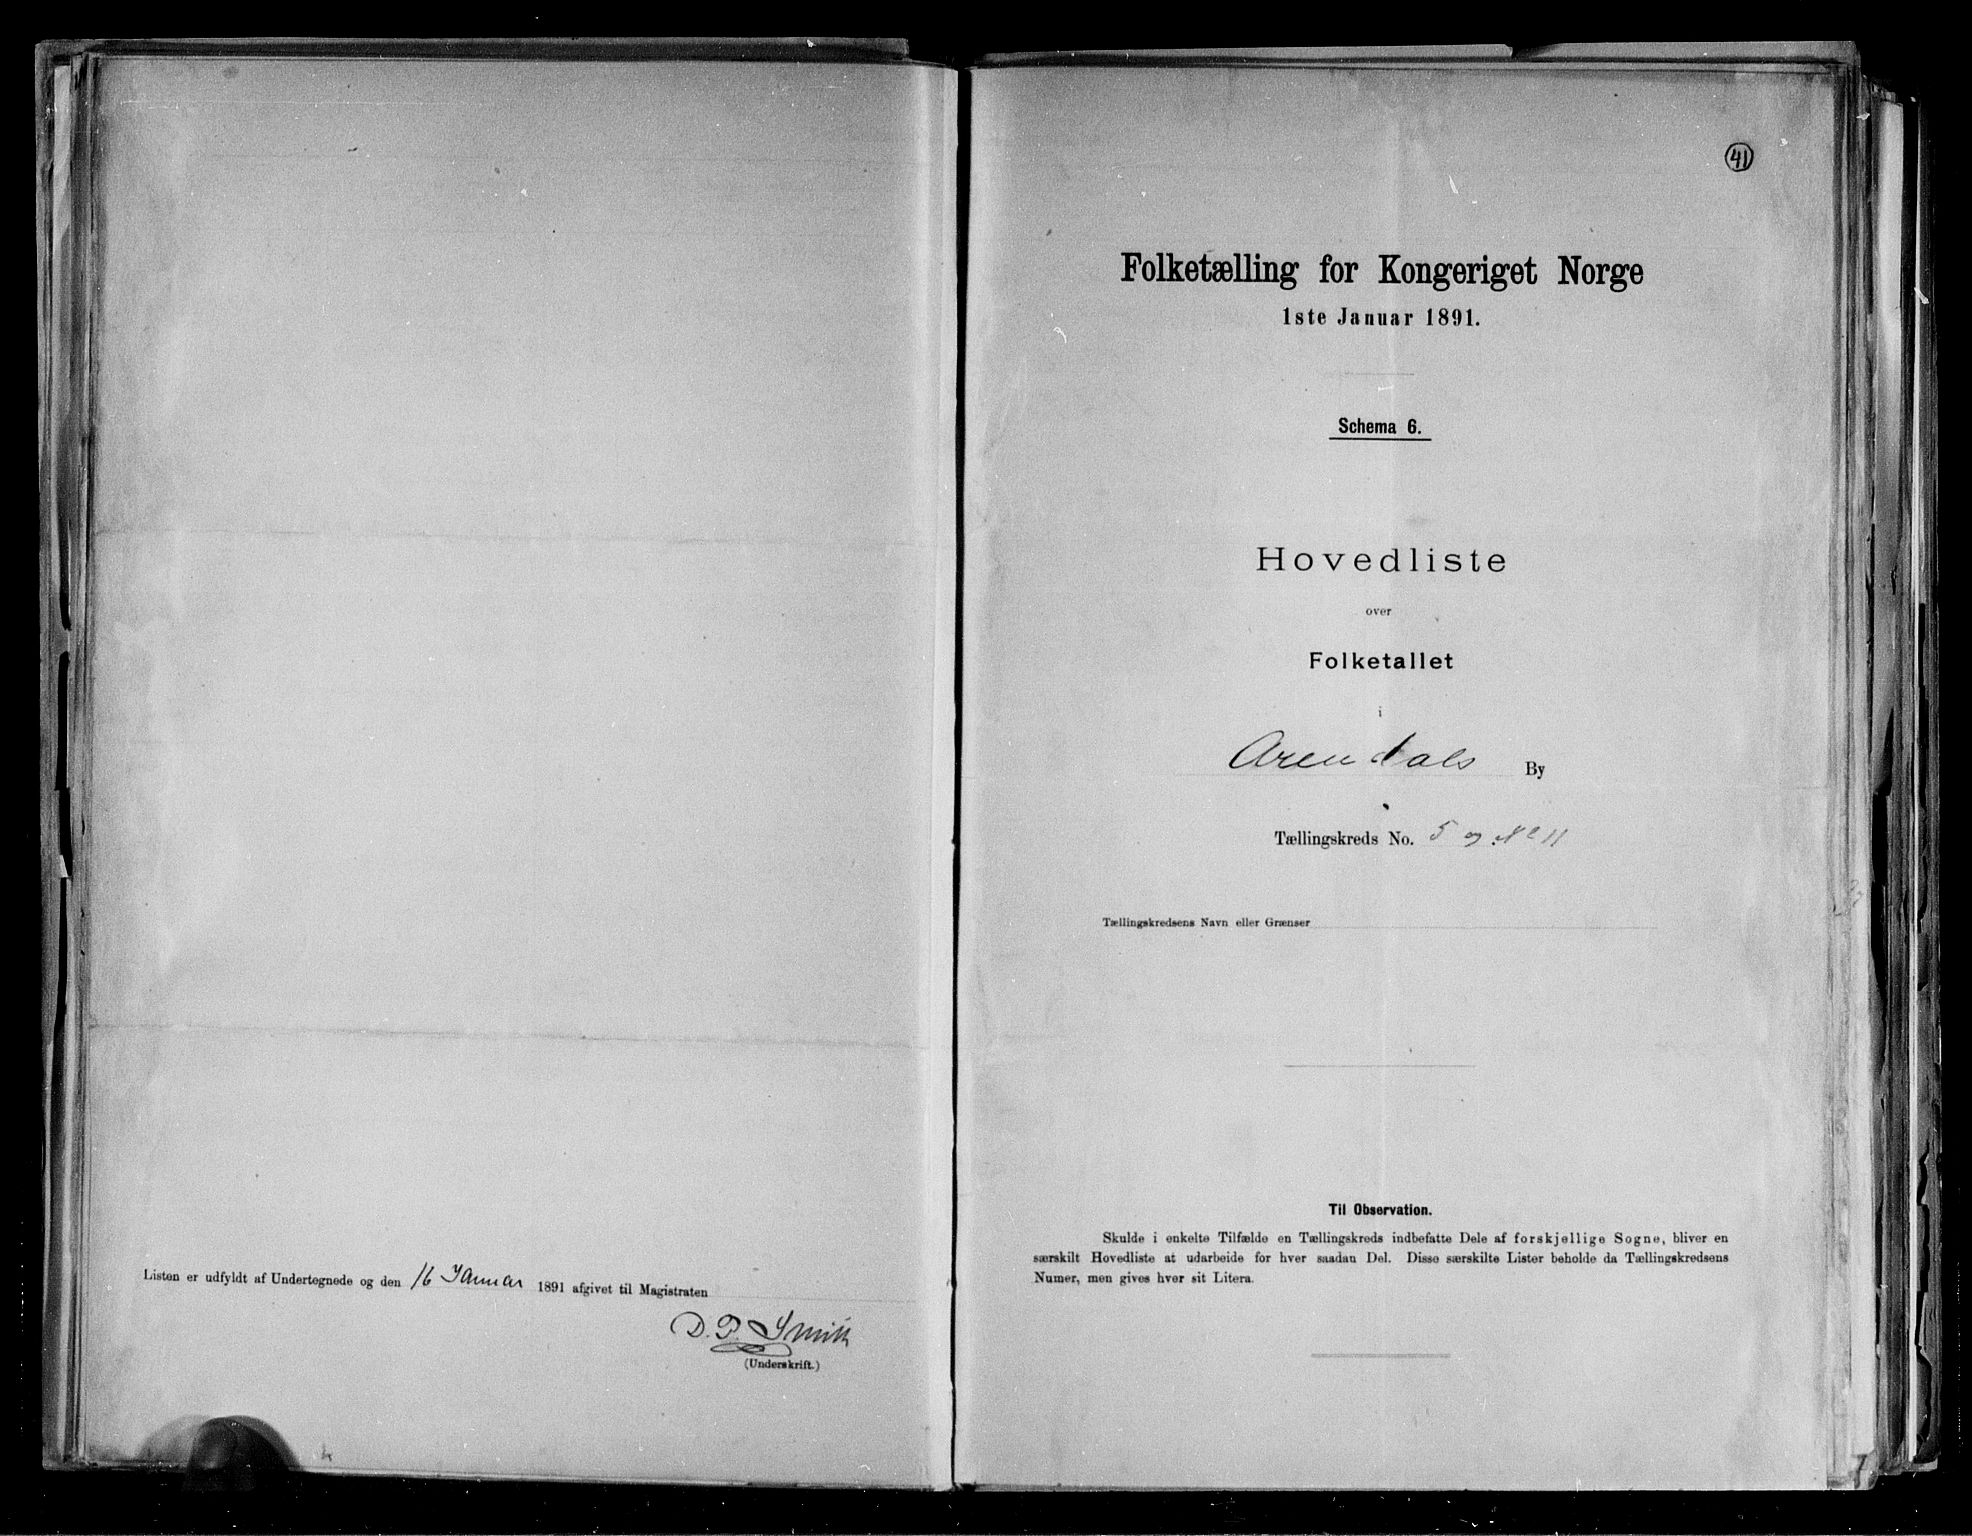 Listen er udfyldt af Undertegnede og den 16 Januar 1891 afgivet til Magistraten
D. P. Smith
(Underskrift.)
41
Folketælling for Kongeriget Norge
1ste Januar 1891.
Schema 6.
Hovedliste
over
Folketallet
i
Arendals By
Tællingskreds No. 5 og No 11
Tællingskredsens Navn eller Grænser
Til Observation.
Skulde i enkelte Tilfælde en Tællingskreds indbefatte Dele af forskjellige Sogne, bliver en
særskilt Hovedliste at udarbeide for hver saadan Del. Disse særskilte Lister beholde da Tællingskredsens
Numer, men gives hver sit Litera.